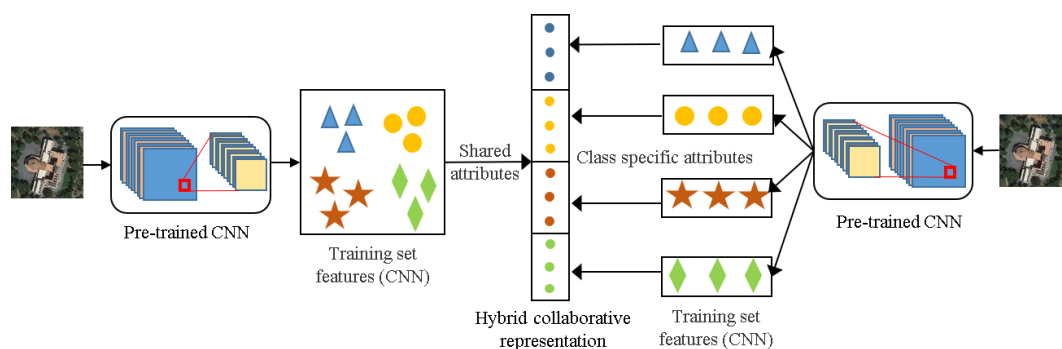 Pre-trained CNN
Training set
features (CNN)
Shared
attributes
Hybrid collaborative
representation
Class specific attributes
Training set
features (CNN)
Pre-trained CNN